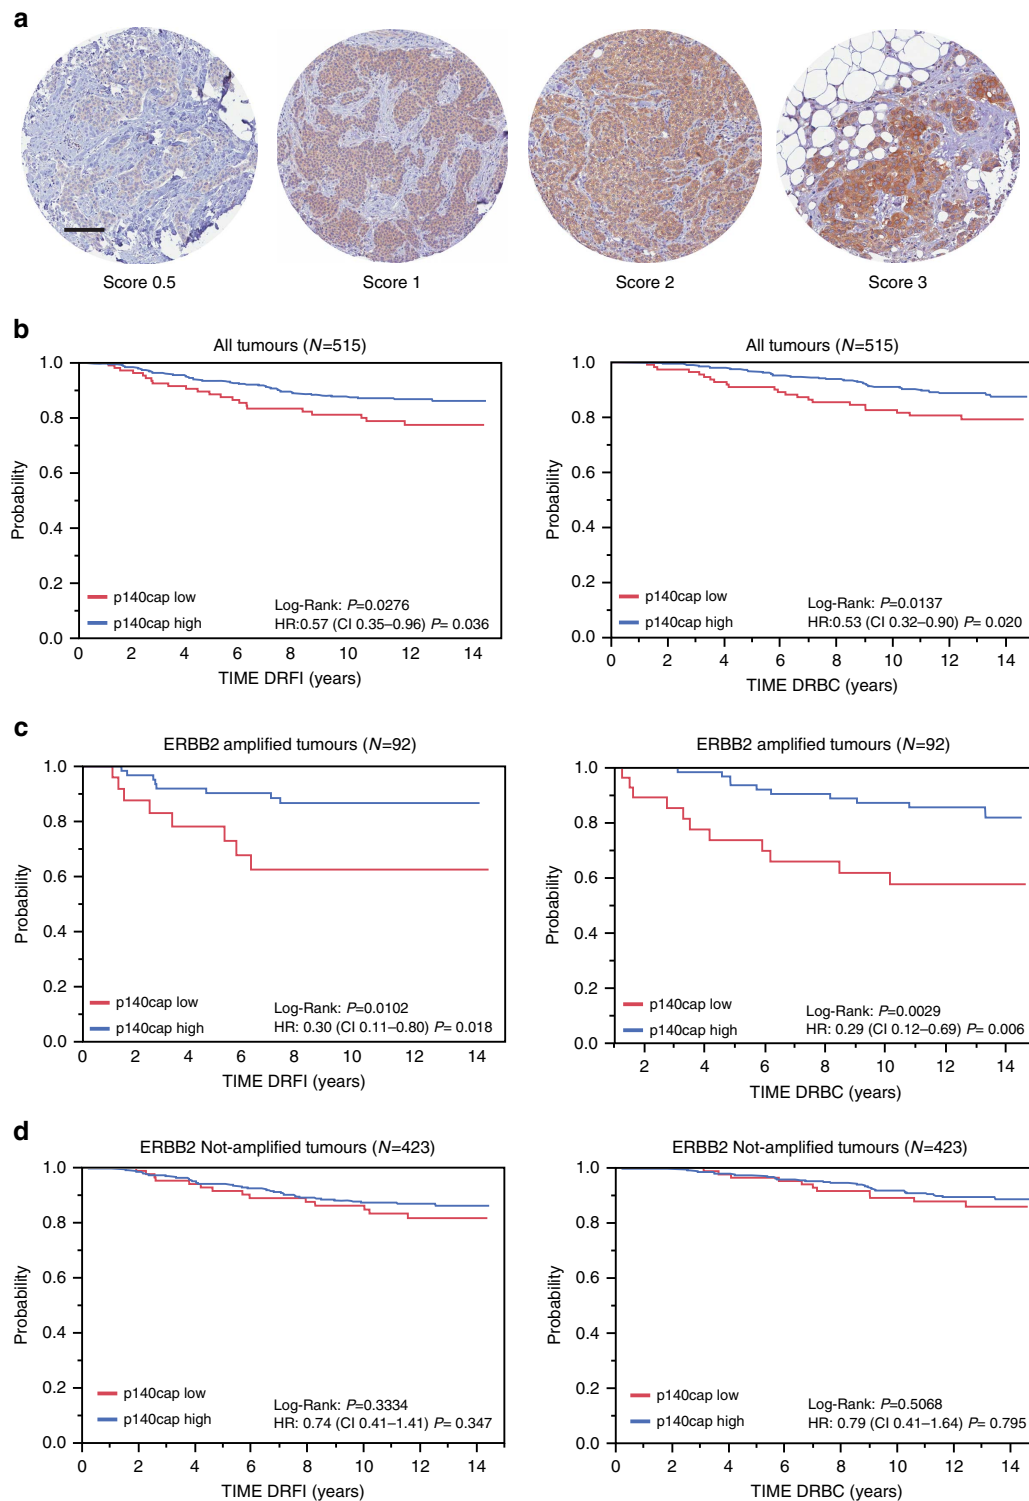 a
Score 0.5
Score 1
Score 2
Score 3
b
All tumours (N=515)
1.0
0.8
0.6
0.4
0.2
0.0
Probability
p140cap low
p140cap high
Log-Rank: P=0.0276
HR:0.57 (CI 0.35–0.96) P= 0.036
0 2 4 6 8 10 12 14
TIME DRFI (years)
All tumours (N=515)
1.0
0.8
0.6
0.4
0.2
0.0
Probability
p140cap low
p140cap high
Log-Rank: P=0.0137
HR:0.53 (CI 0.32–0.90) P= 0.020
0 2 4 6 8 10 12 14
TIME DRBC (years)
c
ERBB2 amplified tumours (N=92)
1.0
0.8
0.6
0.4
0.2
0.0
Probability
p140cap low
p140cap high
Log-Rank: P=0.0102
HR: 0.30 (CI 0.11–0.80) P= 0.018
0 2 4 6 8 10 12 14
TIME DRFI (years)
ERBB2 amplified tumours (N=92)
1.0
0.8
0.6
0.4
0.2
0.0
Probability
p140cap low
p140cap high
Log-Rank: P=0.0029
HR: 0.29 (CI 0.12–0.69) P= 0.006
2 4 6 8 10 12 14
TIME DRBC (years)
d
ERBB2 Not-amplified tumours (N=423)
1.0
0.8
0.6
0.4
0.2
0.0
Probability
p140cap low
p140cap high
Log-Rank: P=0.3334
HR: 0.74 (CI 0.41–1.41) P= 0.347
0 2 4 6 8 10 12 14
TIME DRFI (years)
ERBB2 Not-amplified tumours (N=423)
1.0
0.8
0.6
0.4
0.2
0.0
Probability
p140cap low
p140cap high
Log-Rank: P=0.5068
HR: 0.79 (CI 0.41–1.64) P= 0.795
0 2 4 6 8 10 12 14
TIME DRBC (years)